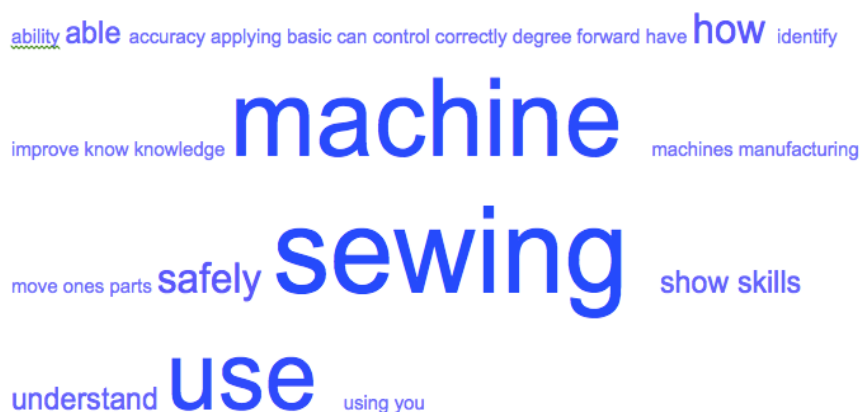 ability able accuracy applying basic can control correctly degree forward have how identify
improve know knowledge machine machines manufacturing
move ones parts safely sewing show skills
understand use using you